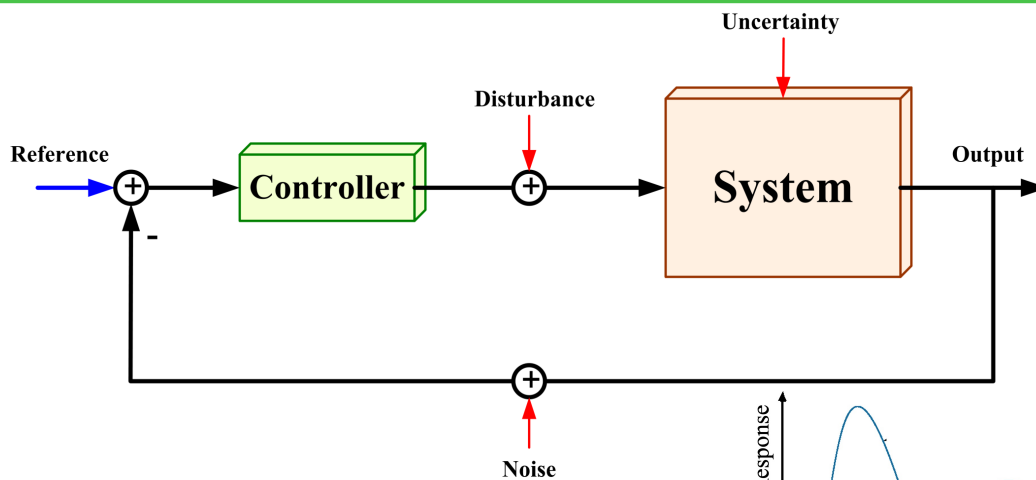 Uncertainty
Disturbance
Reference
+
Controller
+
System
Output
-
+
Noise
esponse